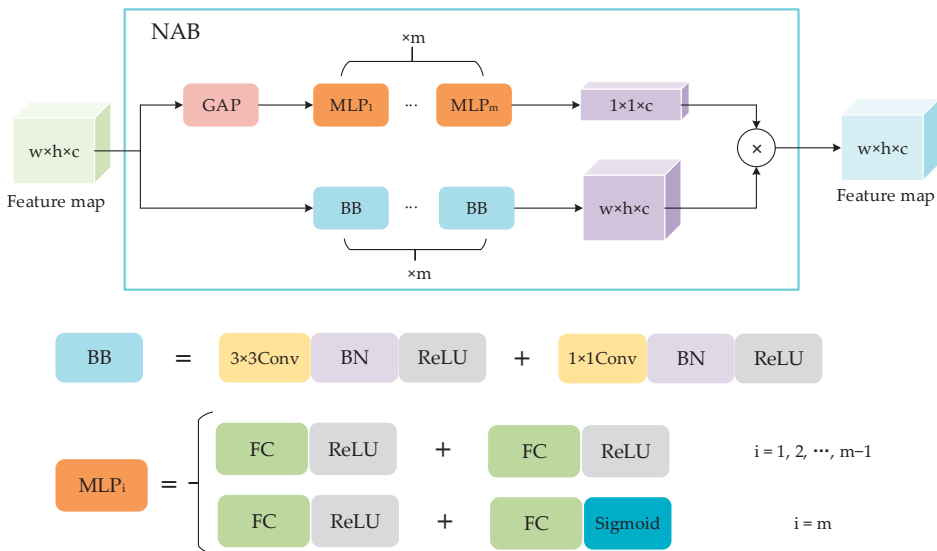 NAB
×m
GAP
MLP₁ ... MLPₘ
1×1×c
w×h×c
Feature map
×
w×h×c
Feature map
BB ... BB
w×h×c
×m
BB = 3×3Conv BN ReLU + 1×1Conv BN ReLU
FC ReLU + FC ReLU i = 1, 2, ⋯, m−1
MLPᵢ =
FC ReLU + FC Sigmoid i = m